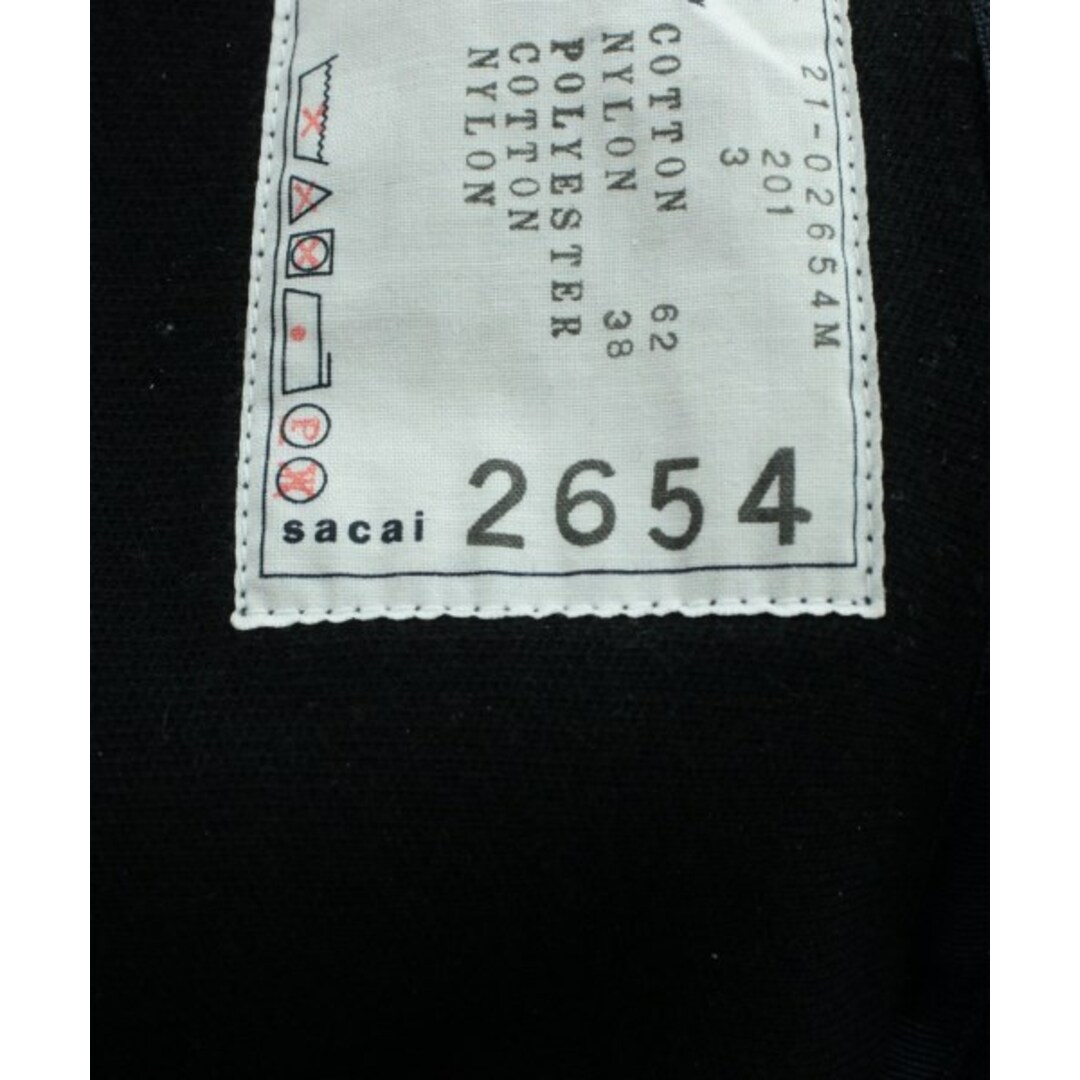 21-02654M
201
3
COTTON 62
NYLON 38
POLYESTER
COTTON
NYLON
P
W
sacai 2654